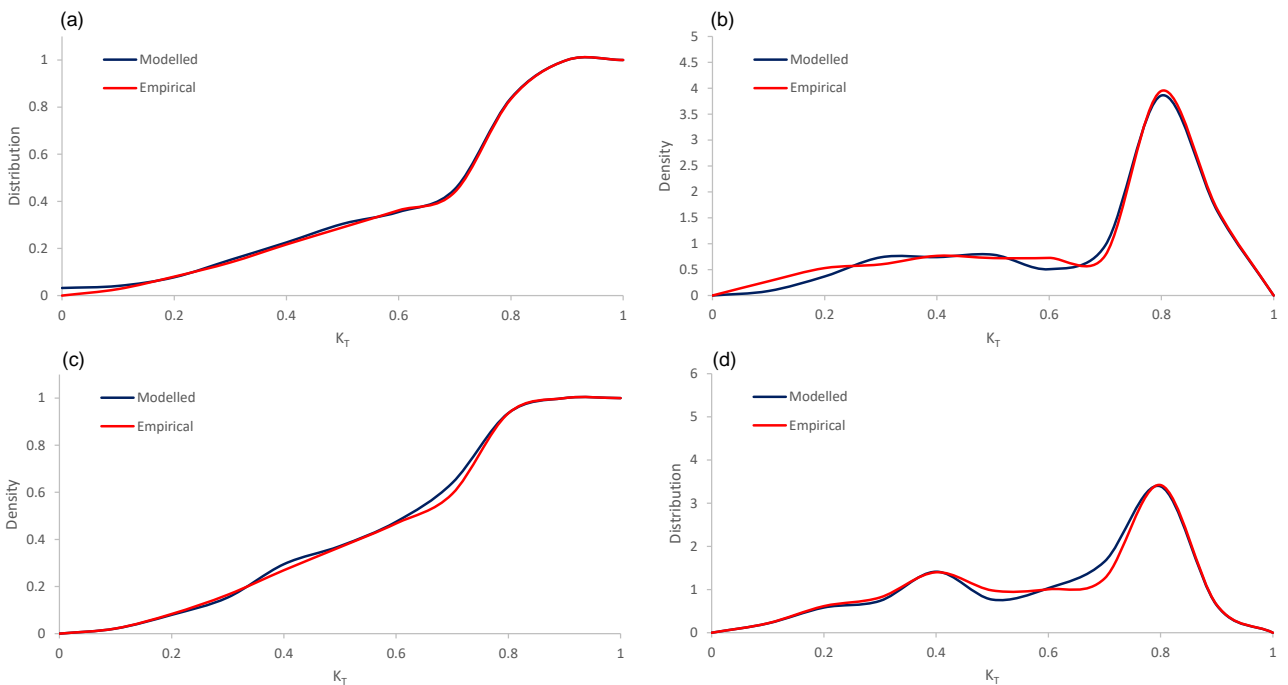 (a)
Modelled
Empirical
Distribution
1
0.8
0.6
0.4
0.2
0
0 0.2 0.4 0.6 0.8 1
K_T
(b)
Modelled
Empirical
Density
5
4.5
4
3.5
3
2.5
2
1.5
1
0.5
0
0 0.2 0.4 0.6 0.8 1
K_T
(c)
Modelled
Empirical
Density
1
0.8
0.6
0.4
0.2
0
0 0.2 0.4 0.6 0.8 1
K_T
(d)
Modelled
Empirical
Distribution
6
5
4
3
2
1
0
0 0.2 0.4 0.6 0.8 1
K_T